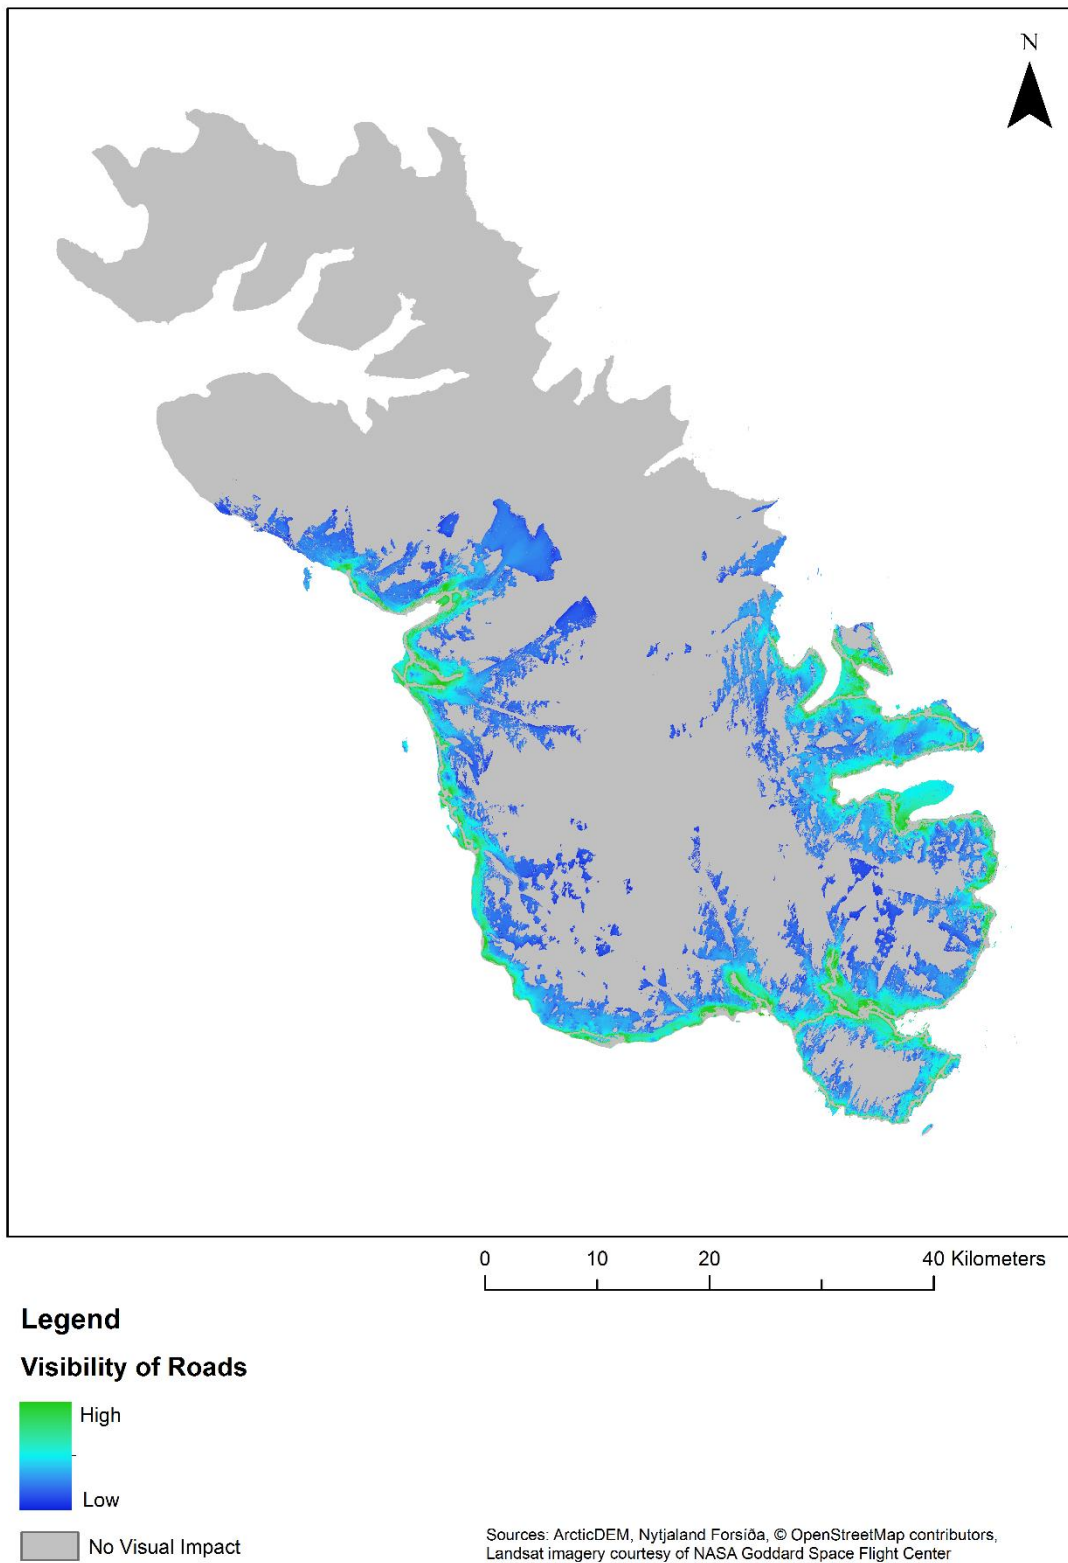 N
0 10 20 40 Kilometers
Legend
Visibility of Roads
High
Low
No Visual Impact
Sources: ArcticDEM, Nytjaland Forsíða, © OpenStreetMap contributors,
Landsat imagery courtesy of NASA Goddard Space Flight Center